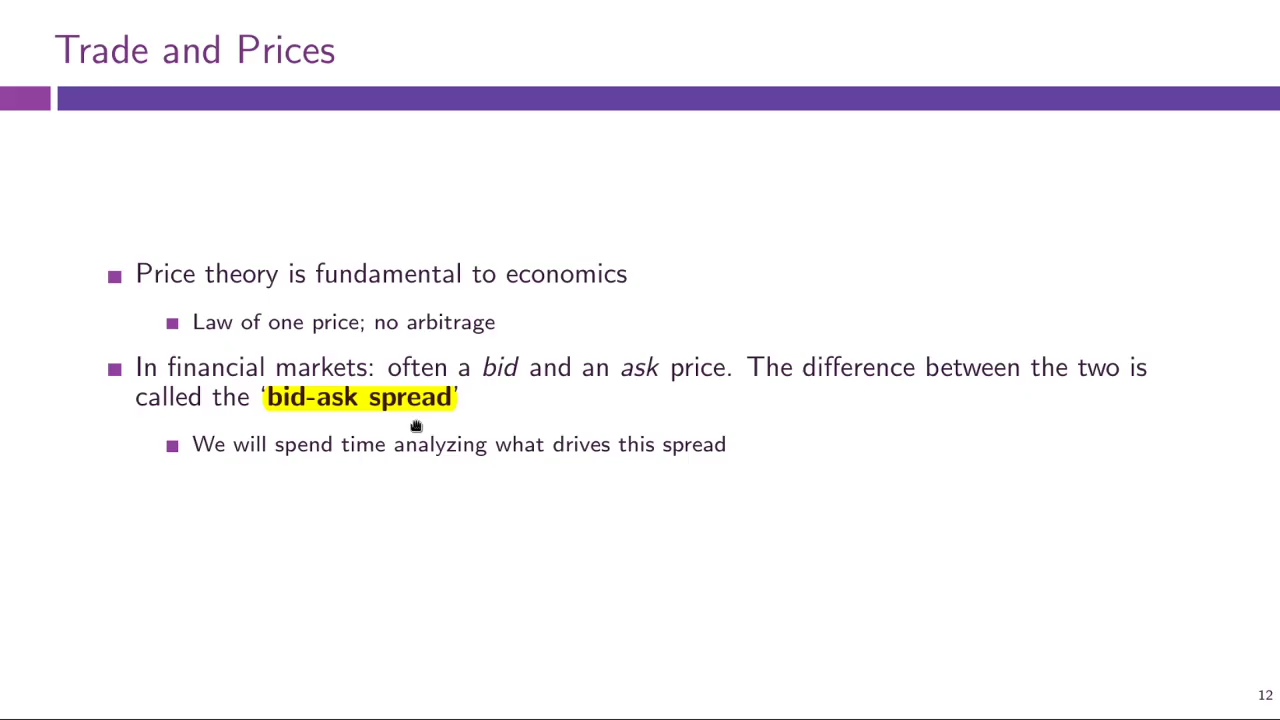 Trade and Prices
Price theory is fundamental to economics
Law of one price; no arbitrage
In financial markets: often a bid and an ask price. The difference between the two is
called the ‘bid-ask spread’
We will spend time analyzing what drives this spread
12